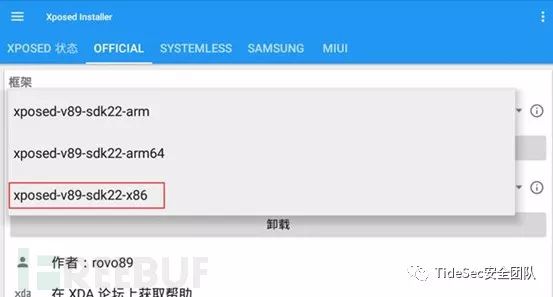 Xposed Installer
XPOSED 状态 OFFICIAL SYSTEMLESS SAMSUNG MIUI
框架
xposed-v89-sdk22-arm
xposed-v89-sdk22-arm64
xposed-v89-sdk22-x86
卸载
作者：rovo89
xda 在 XDA 论坛上获取帮助
REEBUF
TideSec安全团队